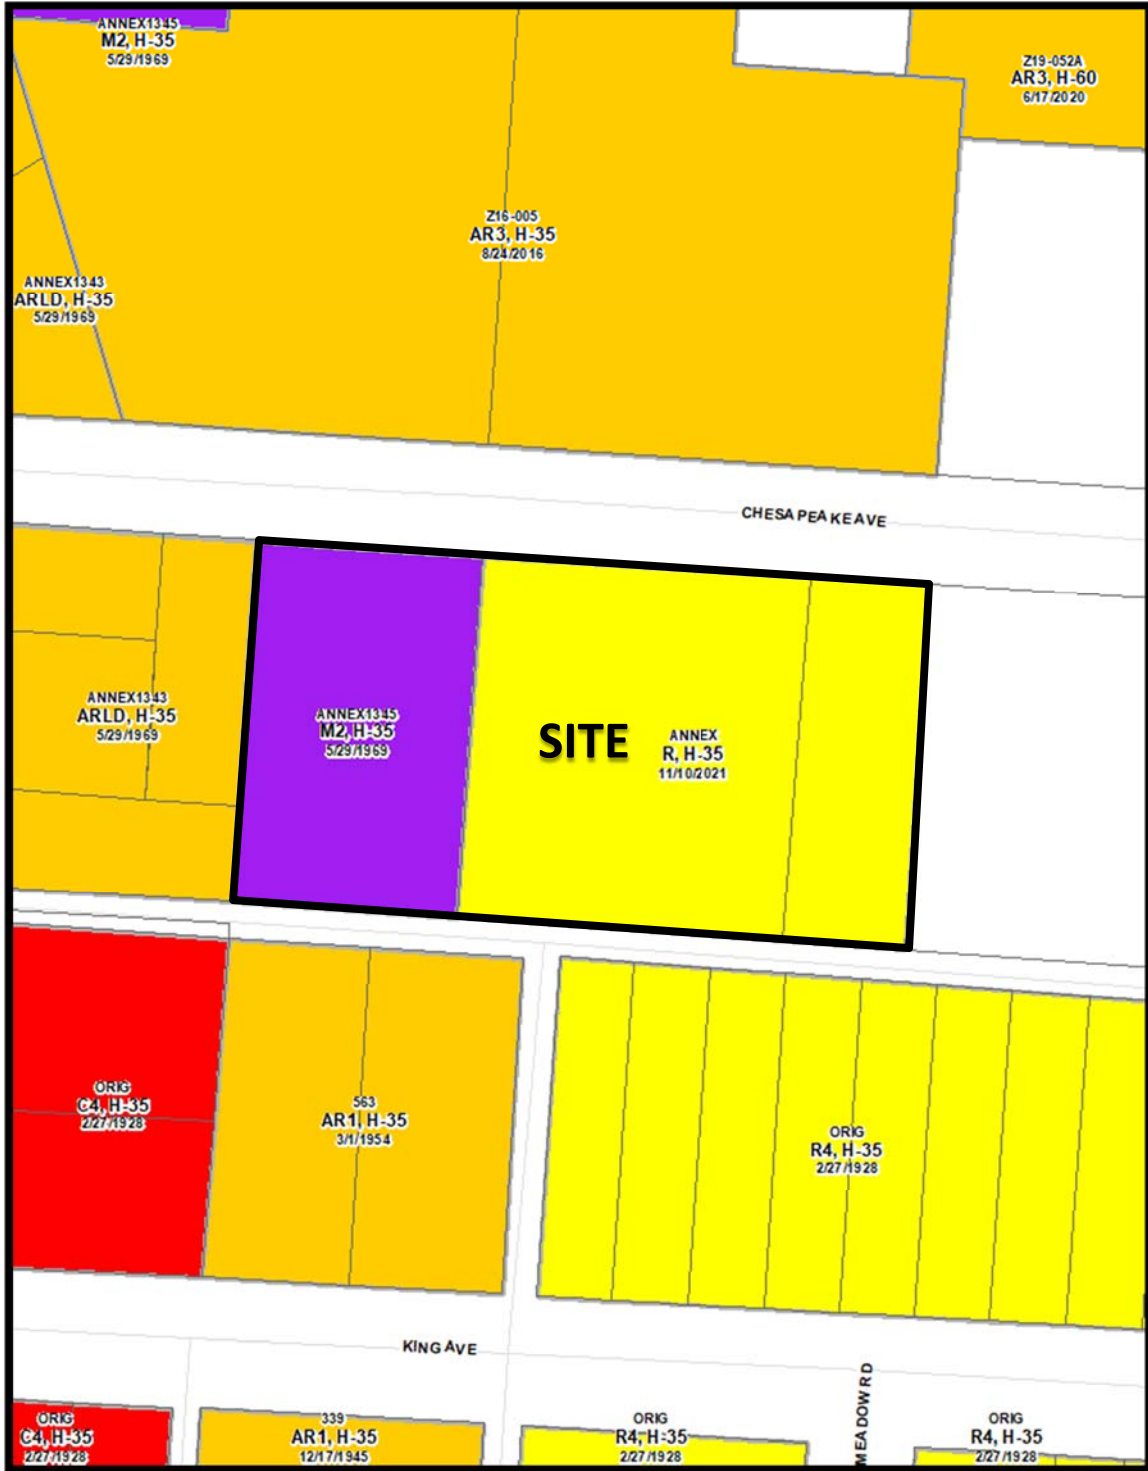 ANNEX1345
M2, H-35
5/29/1969
Z19-052A
AR3, H-60
6/17/2020
Z16-005
AR3, H-35
8/24/2016
ANNEX1343
ARLD, H-35
5/29/1969
CHESAPEAKE AVE
ANNEX1343
ARLD, H-35
5/29/1969
ANNEX1345
M2, H-35
5/29/1969
SITE
ANNEX
R, H-35
11/10/2021
ORIG
C4, H-35
2/27/1928
563
AR1, H-35
3/1/1954
ORIG
R4, H-35
2/27/1928
KING AVE
MEADOW RD
ORIG
C4, H-35
2/27/1928
339
AR1, H-35
12/17/1945
ORIG
R4, H-35
2/27/1928
ORIG
R4, H-35
2/27/1928